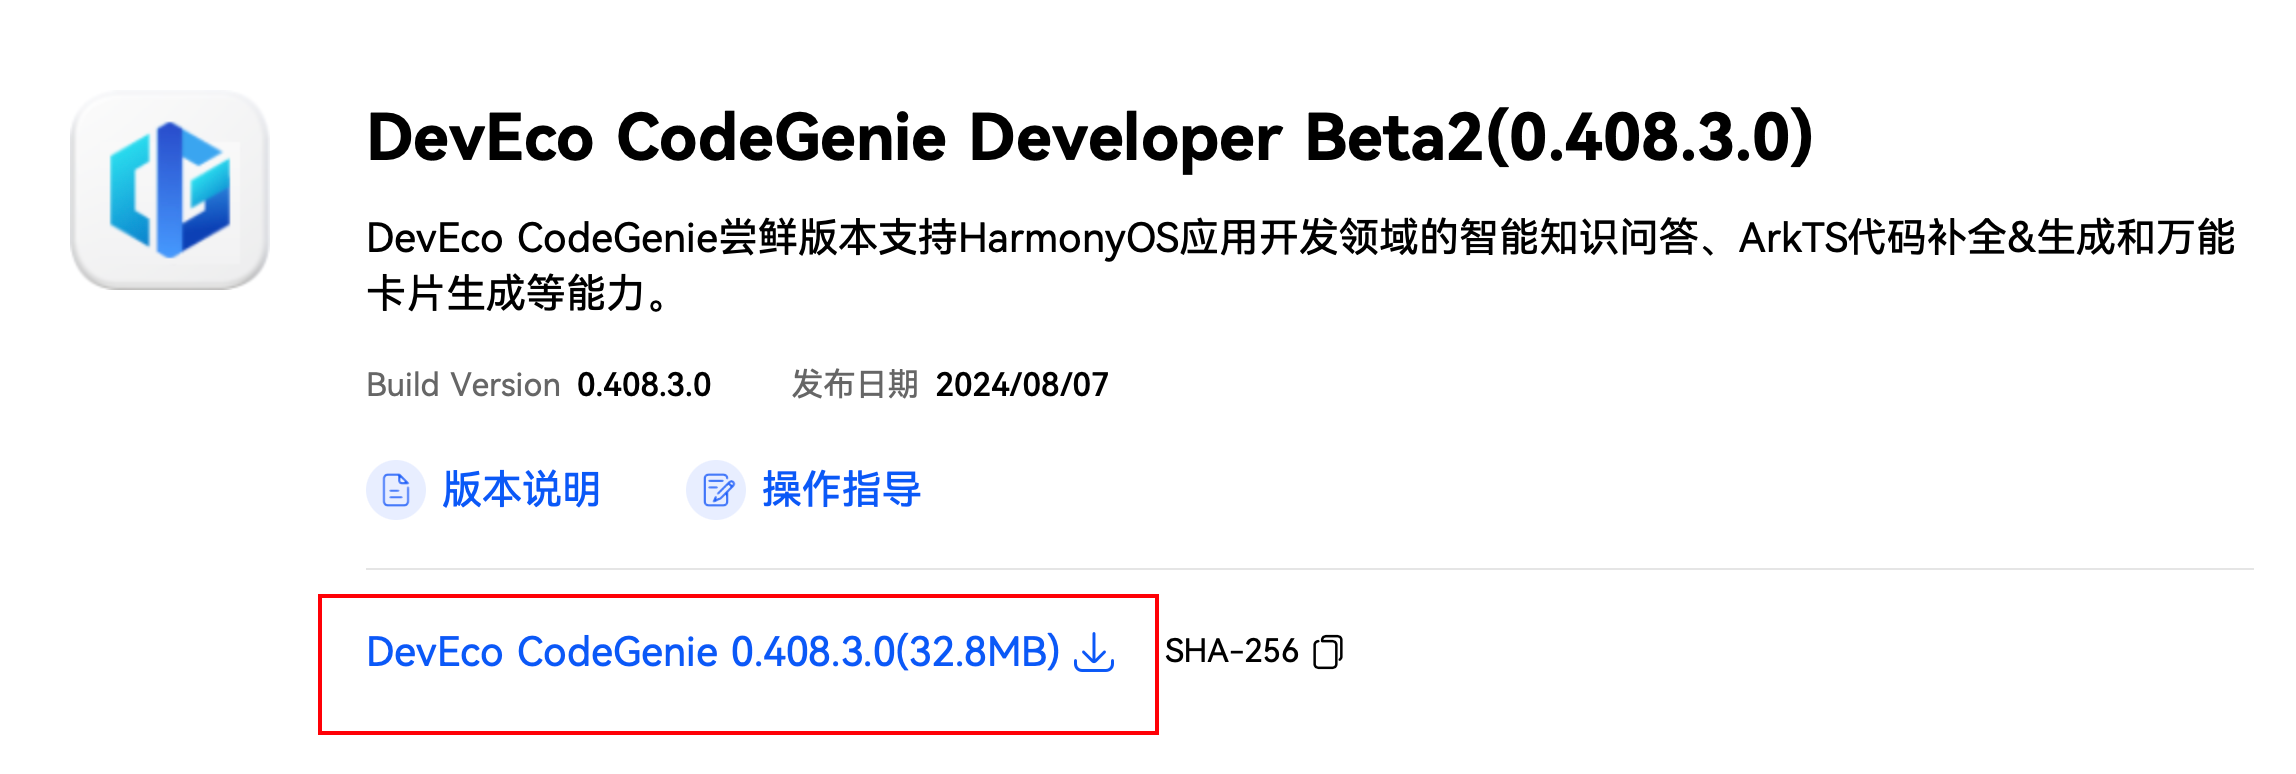 DevEco CodeGenie Developer Beta2(0.408.3.0)
DevEco CodeGenie尝鲜版本支持HarmonyOS应用开发领域的智能知识问答、ArkTS代码补全&生成和万能
卡片生成等能力。
Build Version 0.408.3.0 发布日期 2024/08/07
版本说明 操作指导
DevEco CodeGenie 0.408.3.0(32.8MB) SHA-256